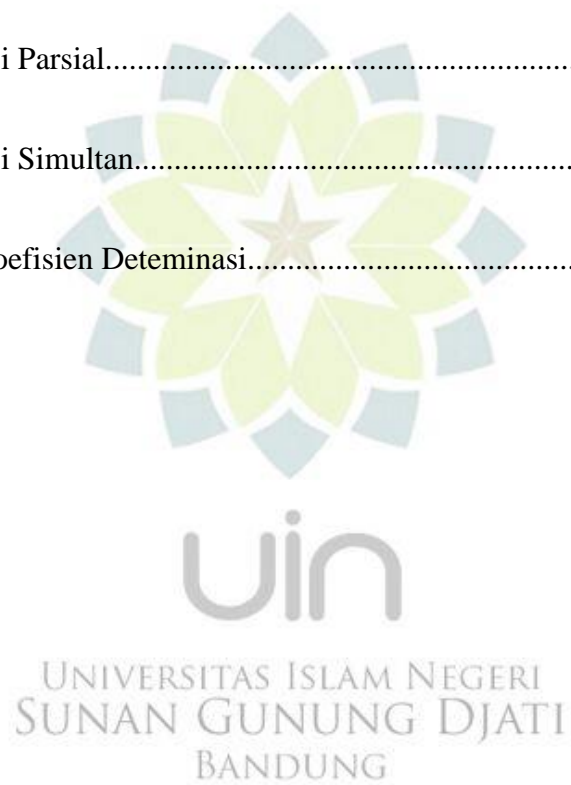 i Parsial......................................................................
i Simultan..................................................................
oefisien Deteminasi..................................................
uin
UNIVERSITAS ISLAM NEGERI
SUNAN GUNUNG DJATI
BANDUNG